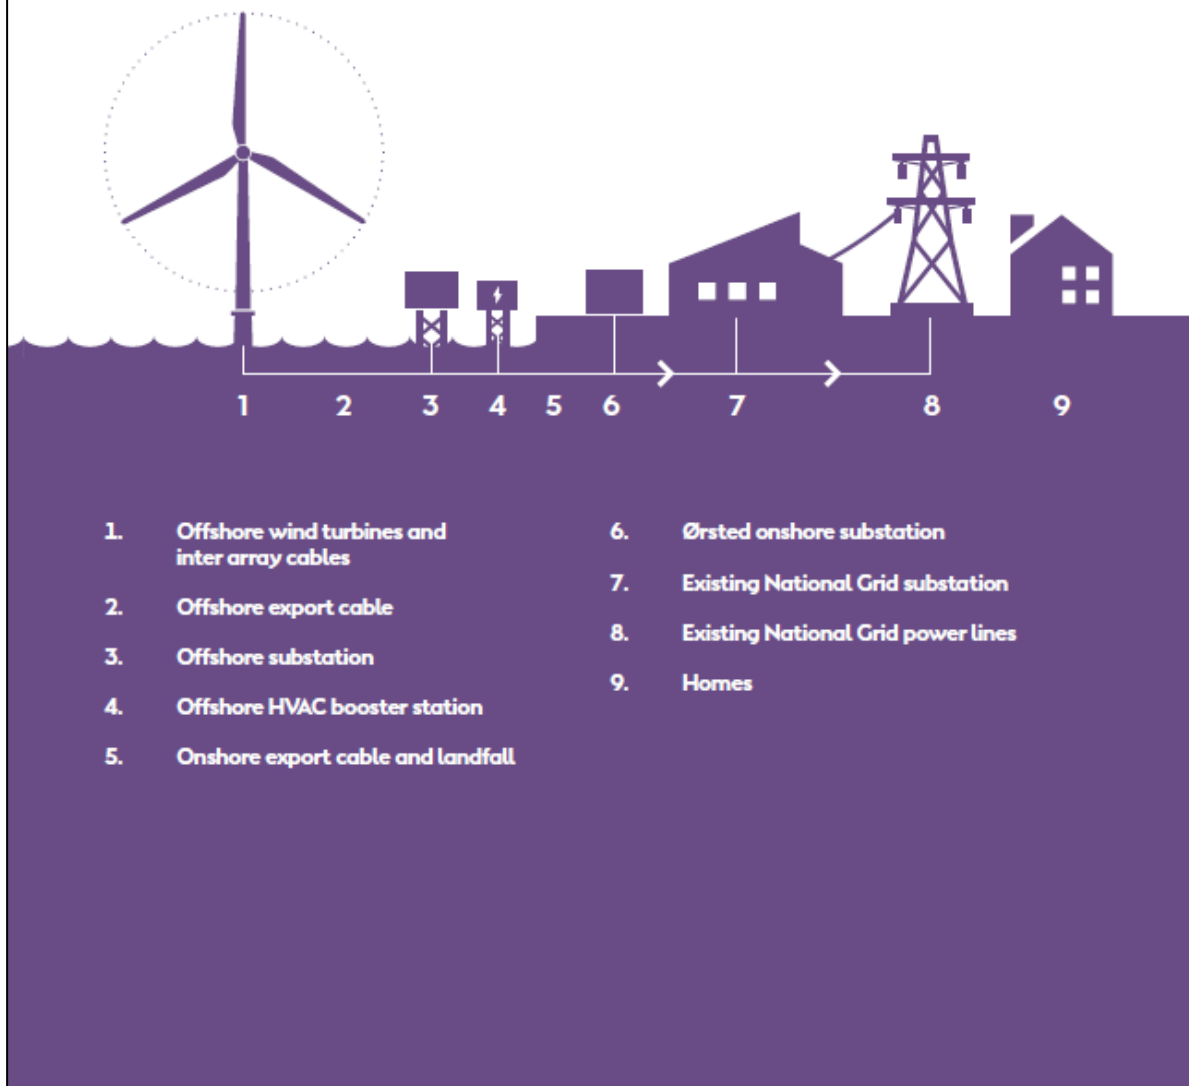 1 2 3 4 5 6 7 8 9
1. Offshore wind turbines and
inter array cables
2. Offshore export cable
3. Offshore substation
4. Offshore HVAC booster station
5. Onshore export cable and landfall
6. Ørsted onshore substation
7. Existing National Grid substation
8. Existing National Grid power lines
9. Homes